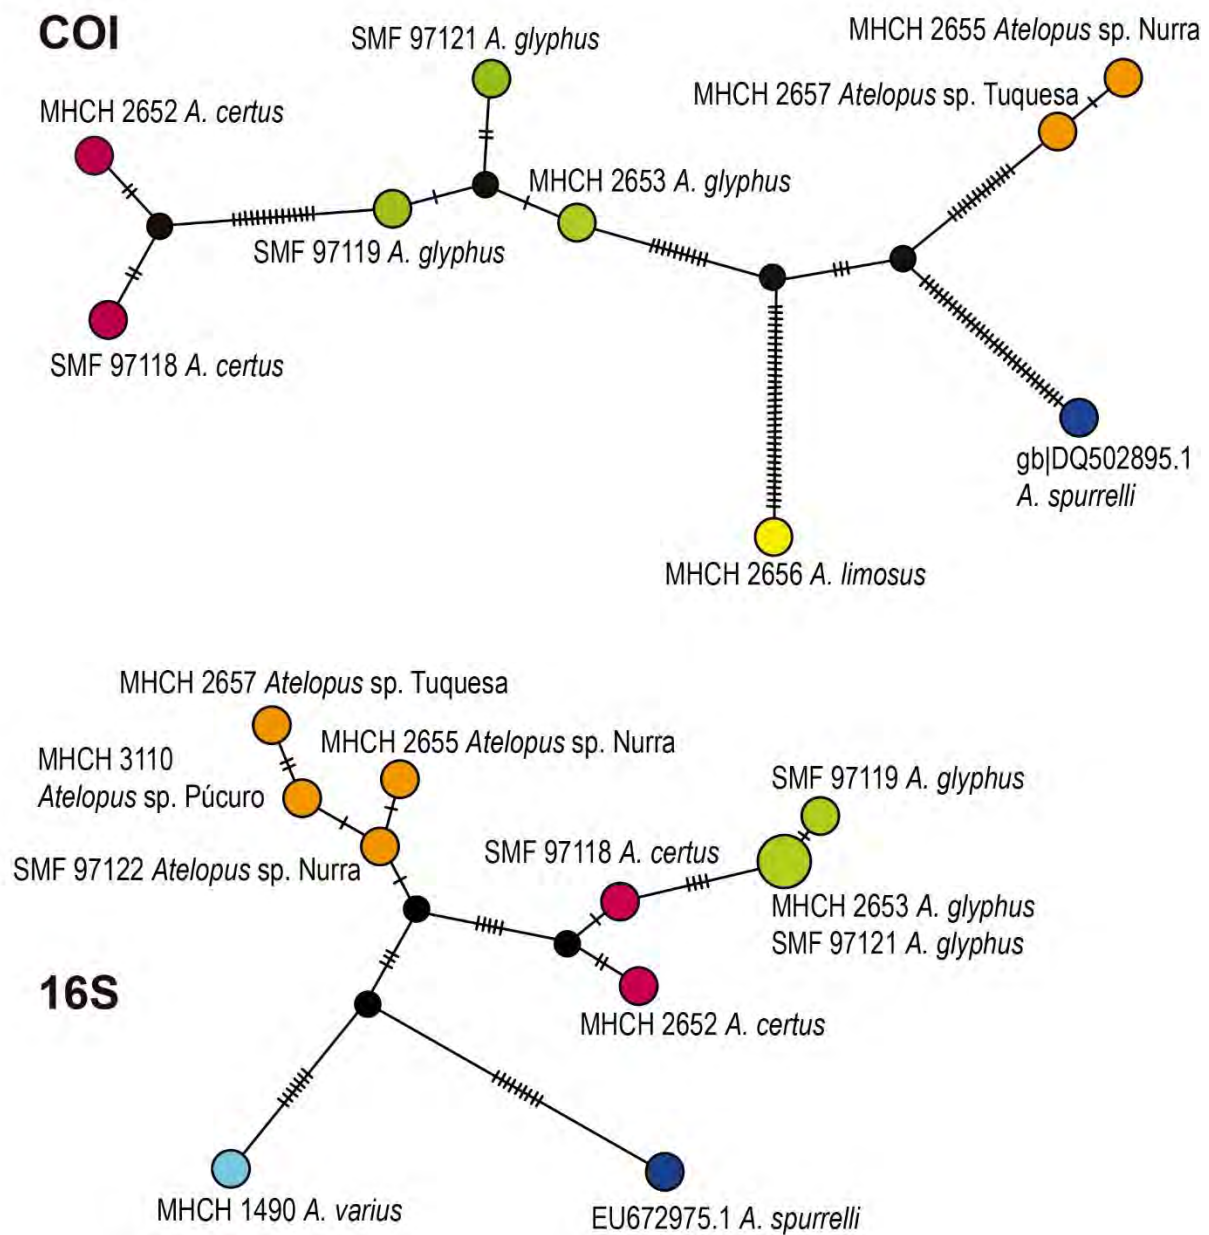 COI
SMF 97121 A. glyphus
MHCH 2655 Atelopus sp. Nurra
MHCH 2652 A. certus
MHCH 2657 Atelopus sp. Tuquesa
MHCH 2653 A. glyphus
SMF 97119 A. glyphus
SMF 97118 A. certus
gb|DQ502895.1
A. spurrelli
MHCH 2656 A. limosus
MHCH 2657 Atelopus sp. Tuquesa
MHCH 2655 Atelopus sp. Nurra
MHCH 3110
Atelopus sp. Púcuro
SMF 97119 A. glyphus
SMF 97122 Atelopus sp. Nurra
SMF 97118 A. certus
MHCH 2653 A. glyphus
SMF 97121 A. glyphus
16S
MHCH 2652 A. certus
MHCH 1490 A. varius
EU672975.1 A. spurrelli